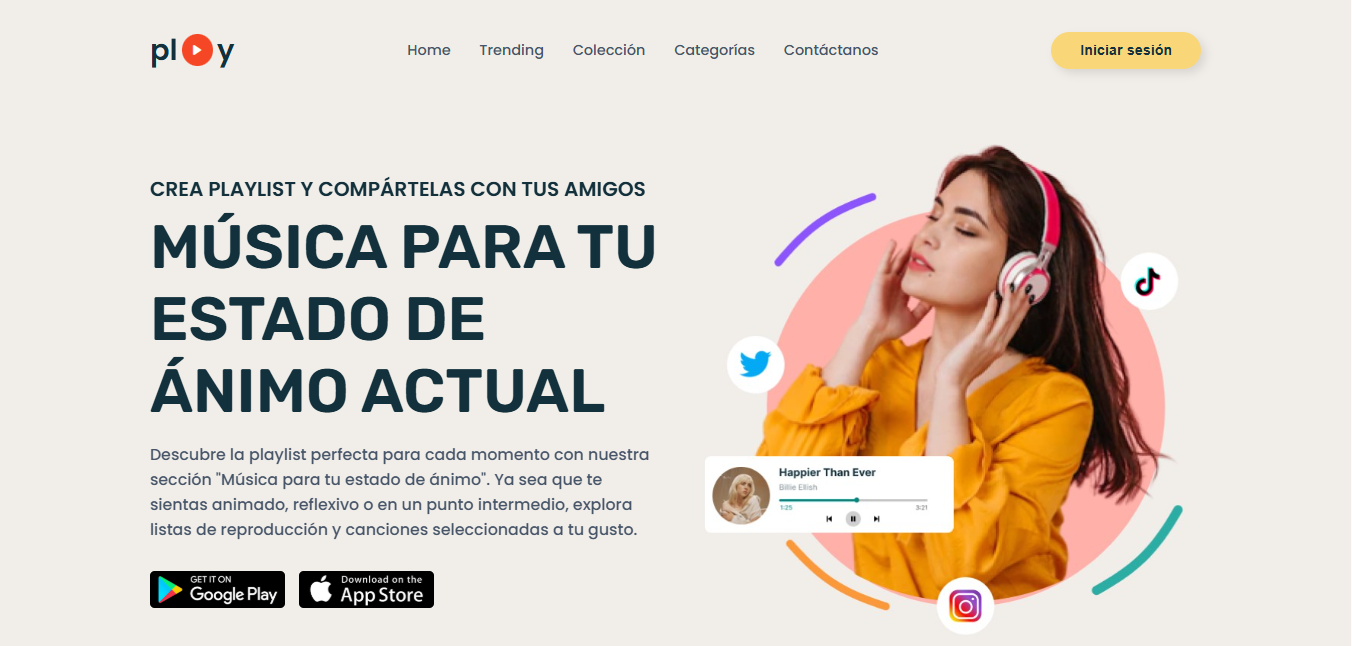 play
Home Trending Colección Categorías Contáctanos
Iniciar sesión
CREA PLAYLIST Y COMPÁRTELAS CON TUS AMIGOS
MÚSICA PARA TU
ESTADO DE
ÁNIMO ACTUAL
Descubre la playlist perfecta para cada momento con nuestra
sección "Música para tu estado de ánimo". Ya sea que te
sientas animado, reflexivo o en un punto intermedio, explora
listas de reproducción y canciones seleccionadas a tu gusto.
GET IT ON
Google Play
Download on the
App Store
Happier Than Ever
Billie Eilish
1:25 3:21